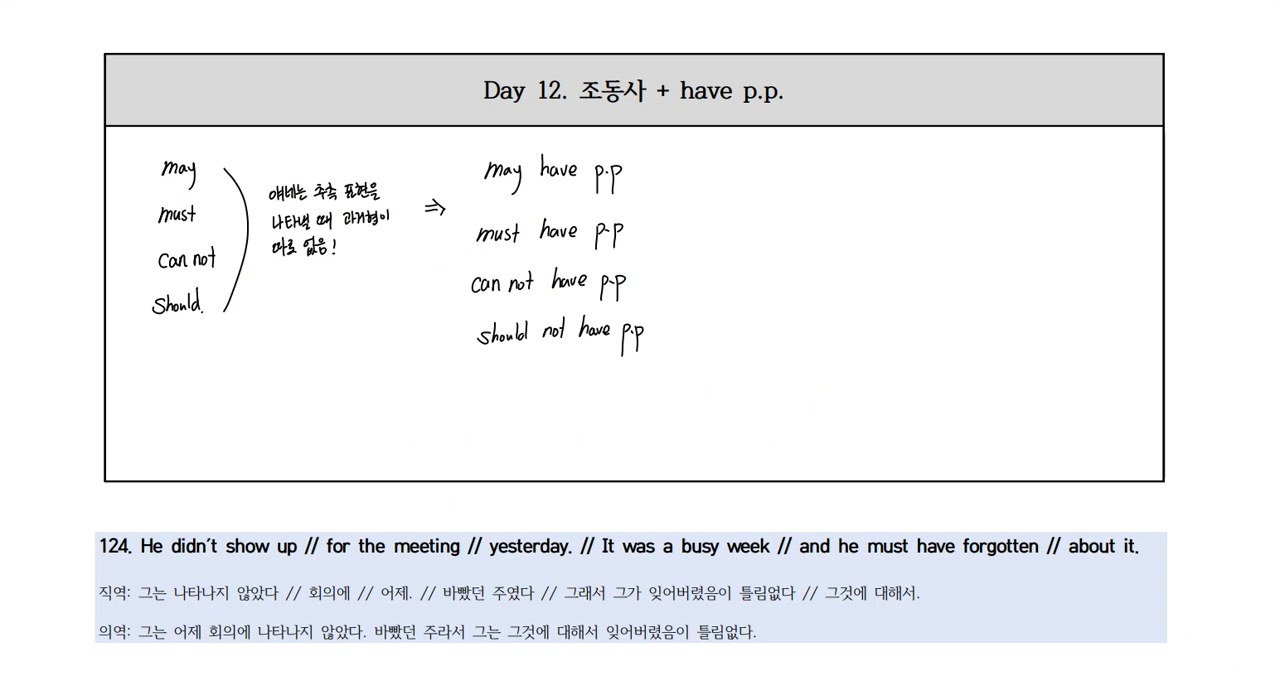 Day 12. 조동사 + have p.p.
may
must
can not
should.
얘네는 추측 표현을
나타낼 때 과거형이
따로 없음!
⇒
may have p.p
must have p.p
can not have p.p
should not have p.p
124. He didn't show up // for the meeting // yesterday. // It was a busy week // and he must have forgotten // about it.
직역: 그는 나타나지 않았다 // 회의에 // 어제. // 바빴던 주였다 // 그래서 그가 잊어버렸음이 틀림없다 // 그것에 대해서.
의역: 그는 어제 회의에 나타나지 않았다. 바빴던 주라서 그는 그것에 대해서 잊어버렸음이 틀림없다.